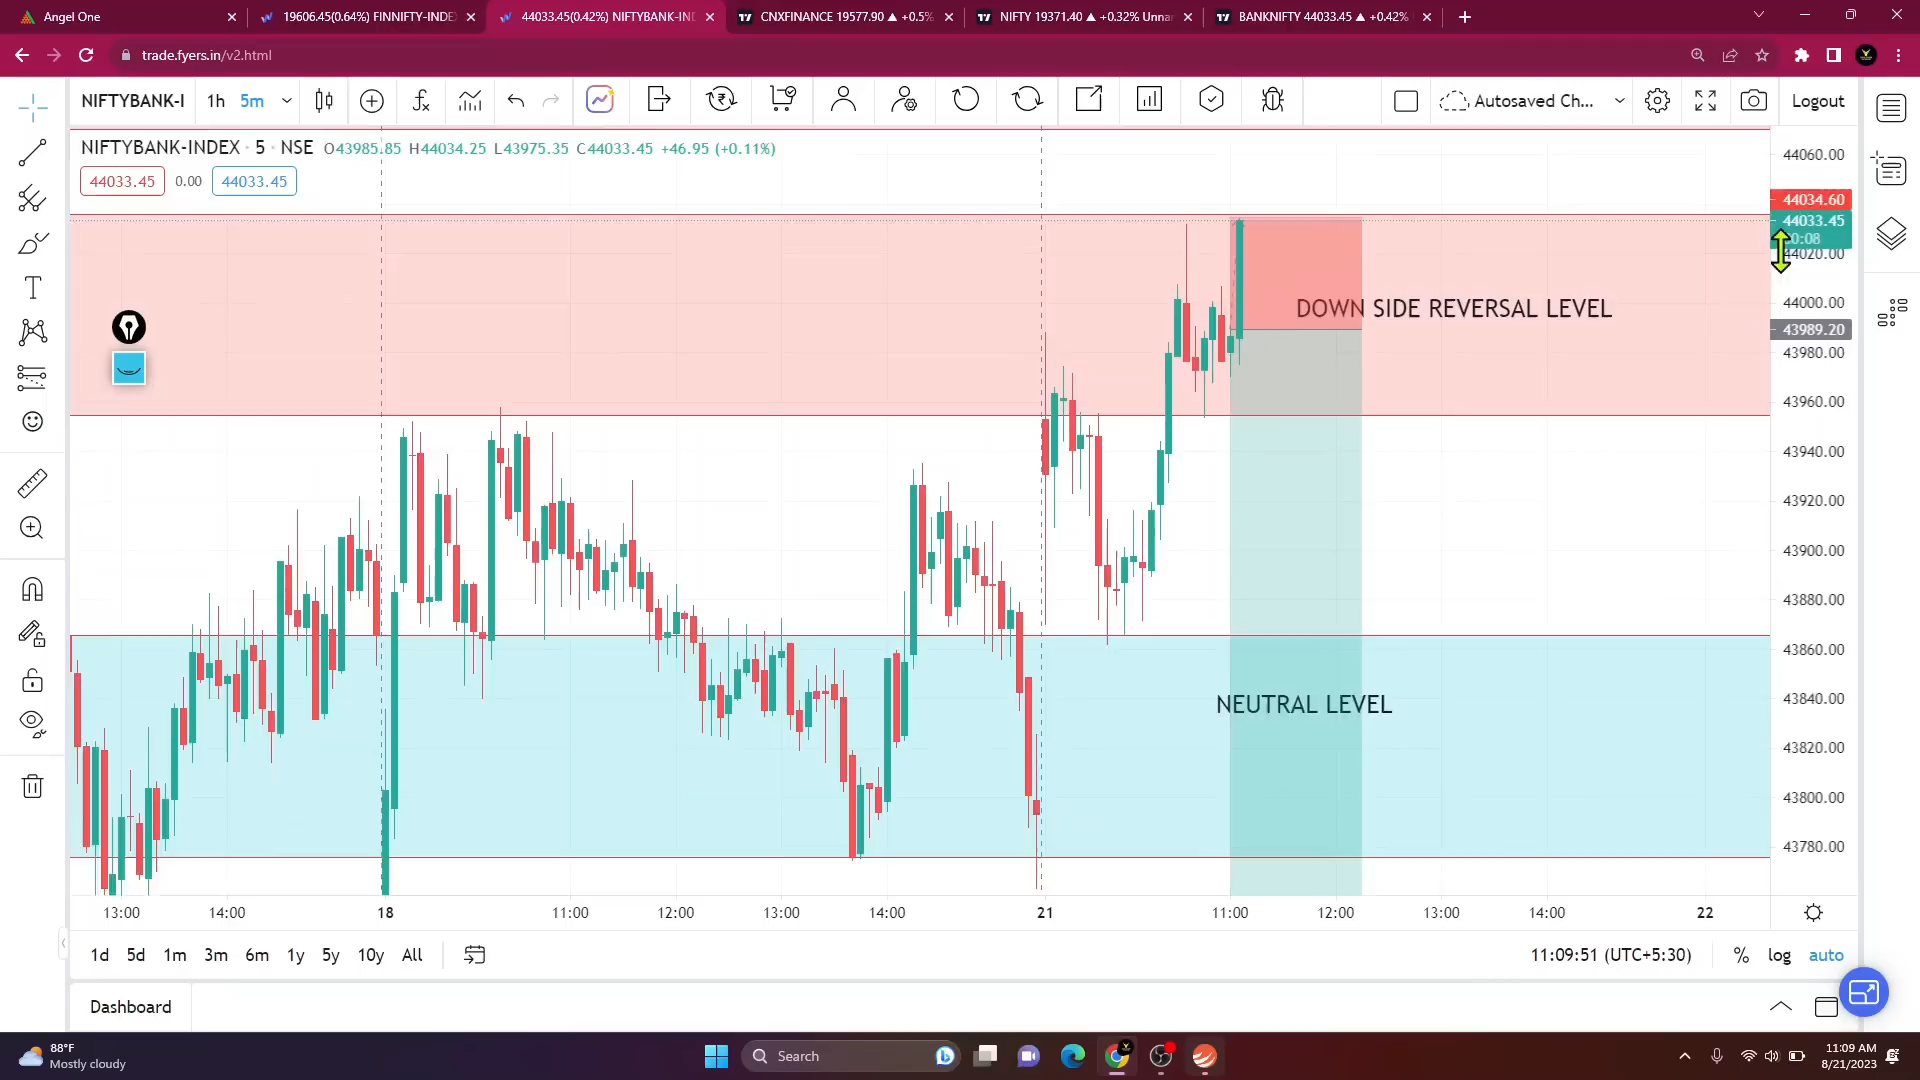 Angel One
19606.45(0.64%) FINNIFTY-INDE
44033.45(0.42%) NIFTYBANK-IN
CNXFINANCE 19577.90 ▲ +0.5%
NIFTY 19371.40 ▲ +0.32% Unna
BANKNIFTY 44033.45 ▲ +0.42%
trade.fyers.in/v2.html
NIFTYBANK-I
1h
5m
Autosaved Ch...
Logout
NIFTYBANK-INDEX · 5 · NSE O43985.85 H44034.25 L43975.35 C44033.45 +46.95 (+0.11%)
44033.45 0.00 44033.45
44060.00
44034.60
44033.45
0:08
44020.00
44000.00
43989.20
43980.00
43960.00
43940.00
43920.00
43900.00
43880.00
43860.00
43840.00
43820.00
43800.00
43780.00
DOWN SIDE REVERSAL LEVEL
NEUTRAL LEVEL
13:00 14:00 18 11:00 12:00 13:00 14:00 21 11:00 12:00 13:00 14:00 22
1d 5d 1m 3m 6m 1y 5y 10y All
11:09:51 (UTC+5:30) % log auto
Dashboard
88°F
Mostly cloudy
Search
11:09 AM
8/21/2023